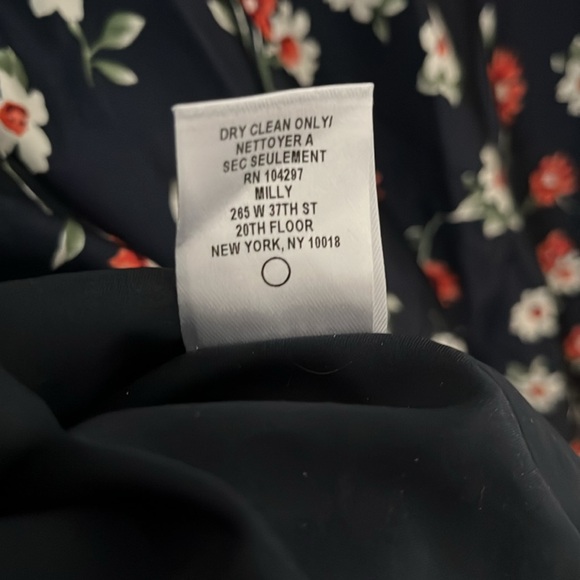 DRY CLEAN ONLY/
NETTOYER A
SEC SEULEMENT
RN 104297
MILLY
265 W 37TH ST
20TH FLOOR
NEW YORK, NY 10018